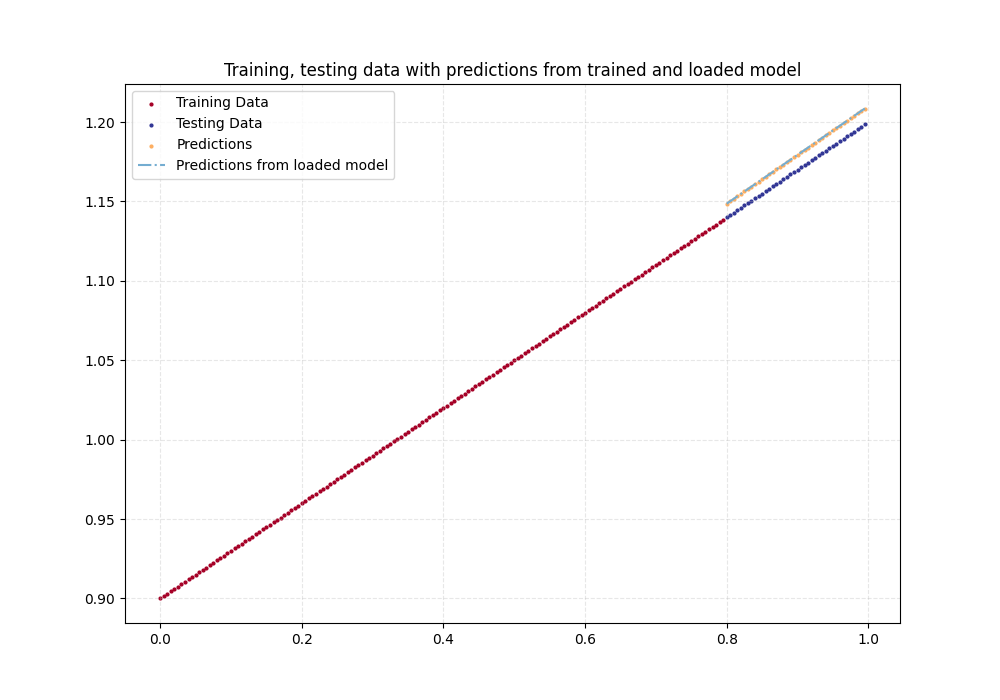 Training, testing data with predictions from trained and loaded model
Training Data
Testing Data
Predictions
Predictions from loaded model
1.20
1.15
1.10
1.05
1.00
0.95
0.90
0.0 0.2 0.4 0.6 0.8 1.0